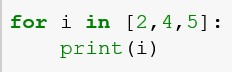 for i in [2,4,5]:
    print(i)